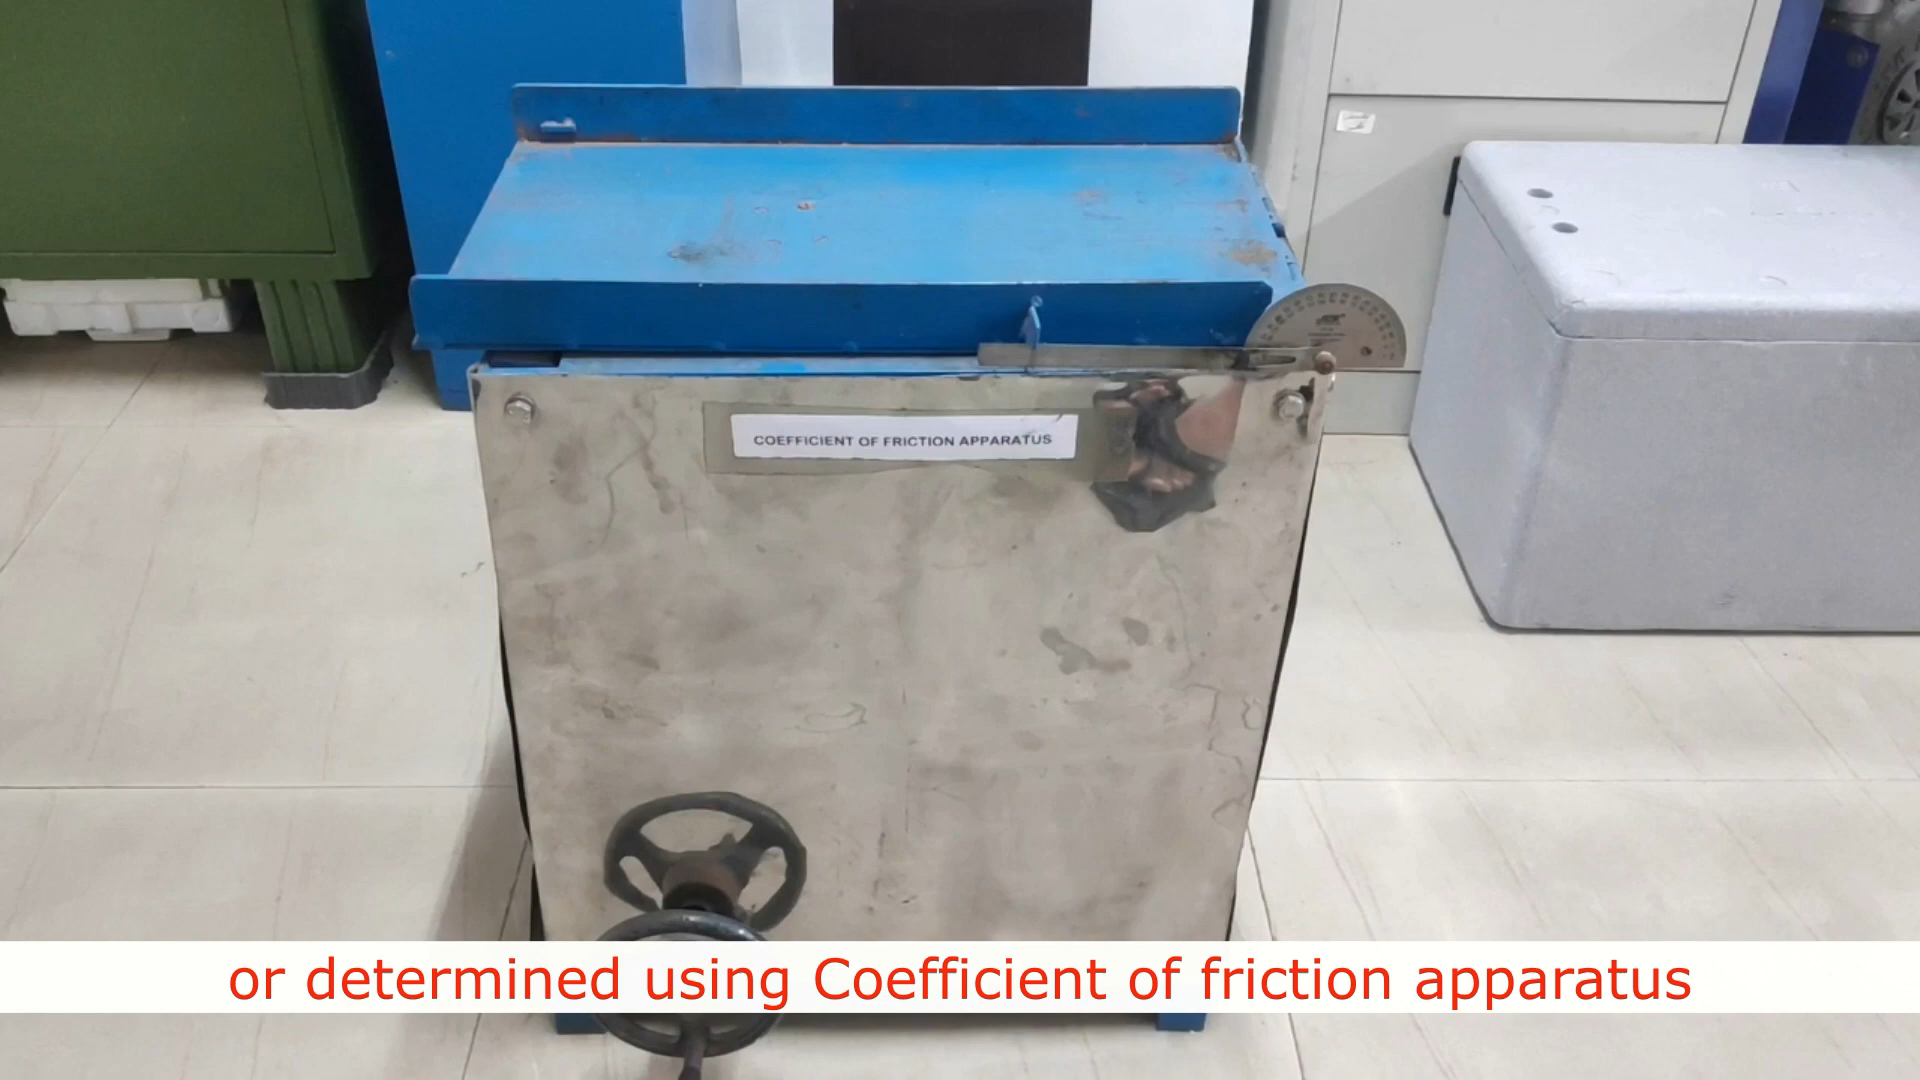 COEFFICIENT OF FRICTION APPARATUS
or determined using Coefficient of friction apparatus